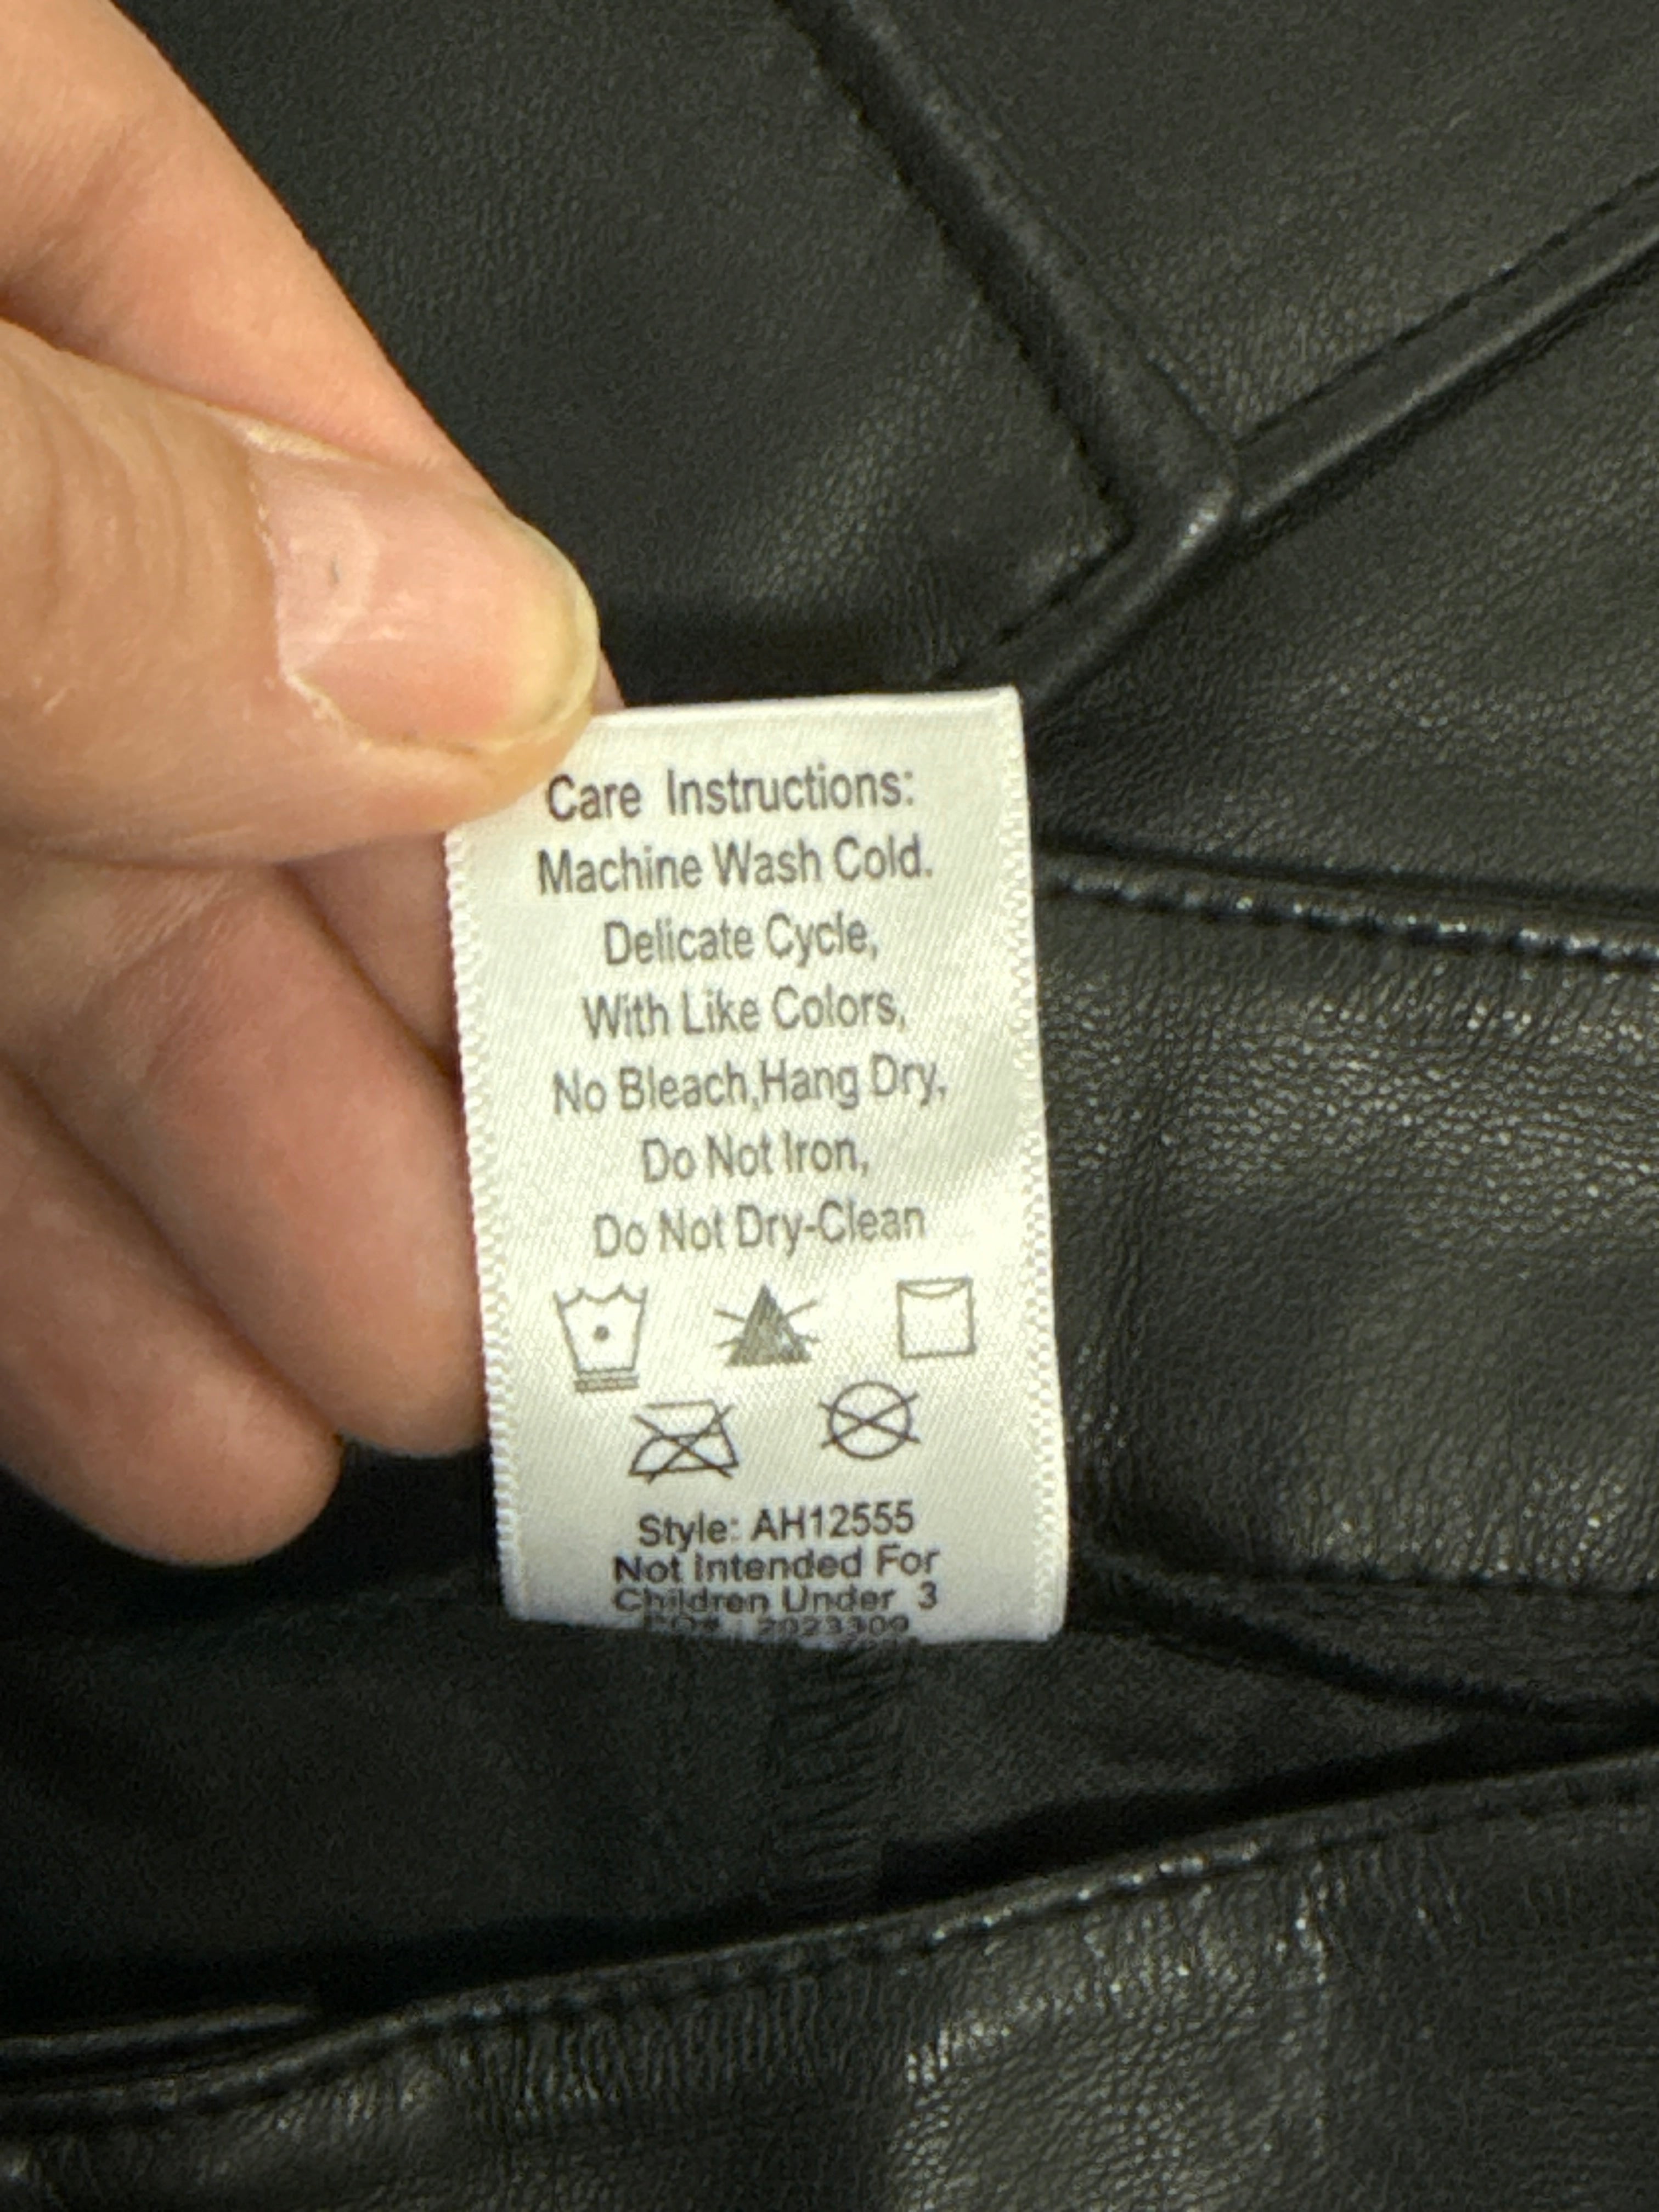 Care Instructions:
Machine Wash Cold.
Delicate Cycle,
With Like Colors,
No Bleach,Hang Dry,
Do Not Iron,
Do Not Dry-Clean
Style: AH12555
Not Intended For
Children Under 3
2023309